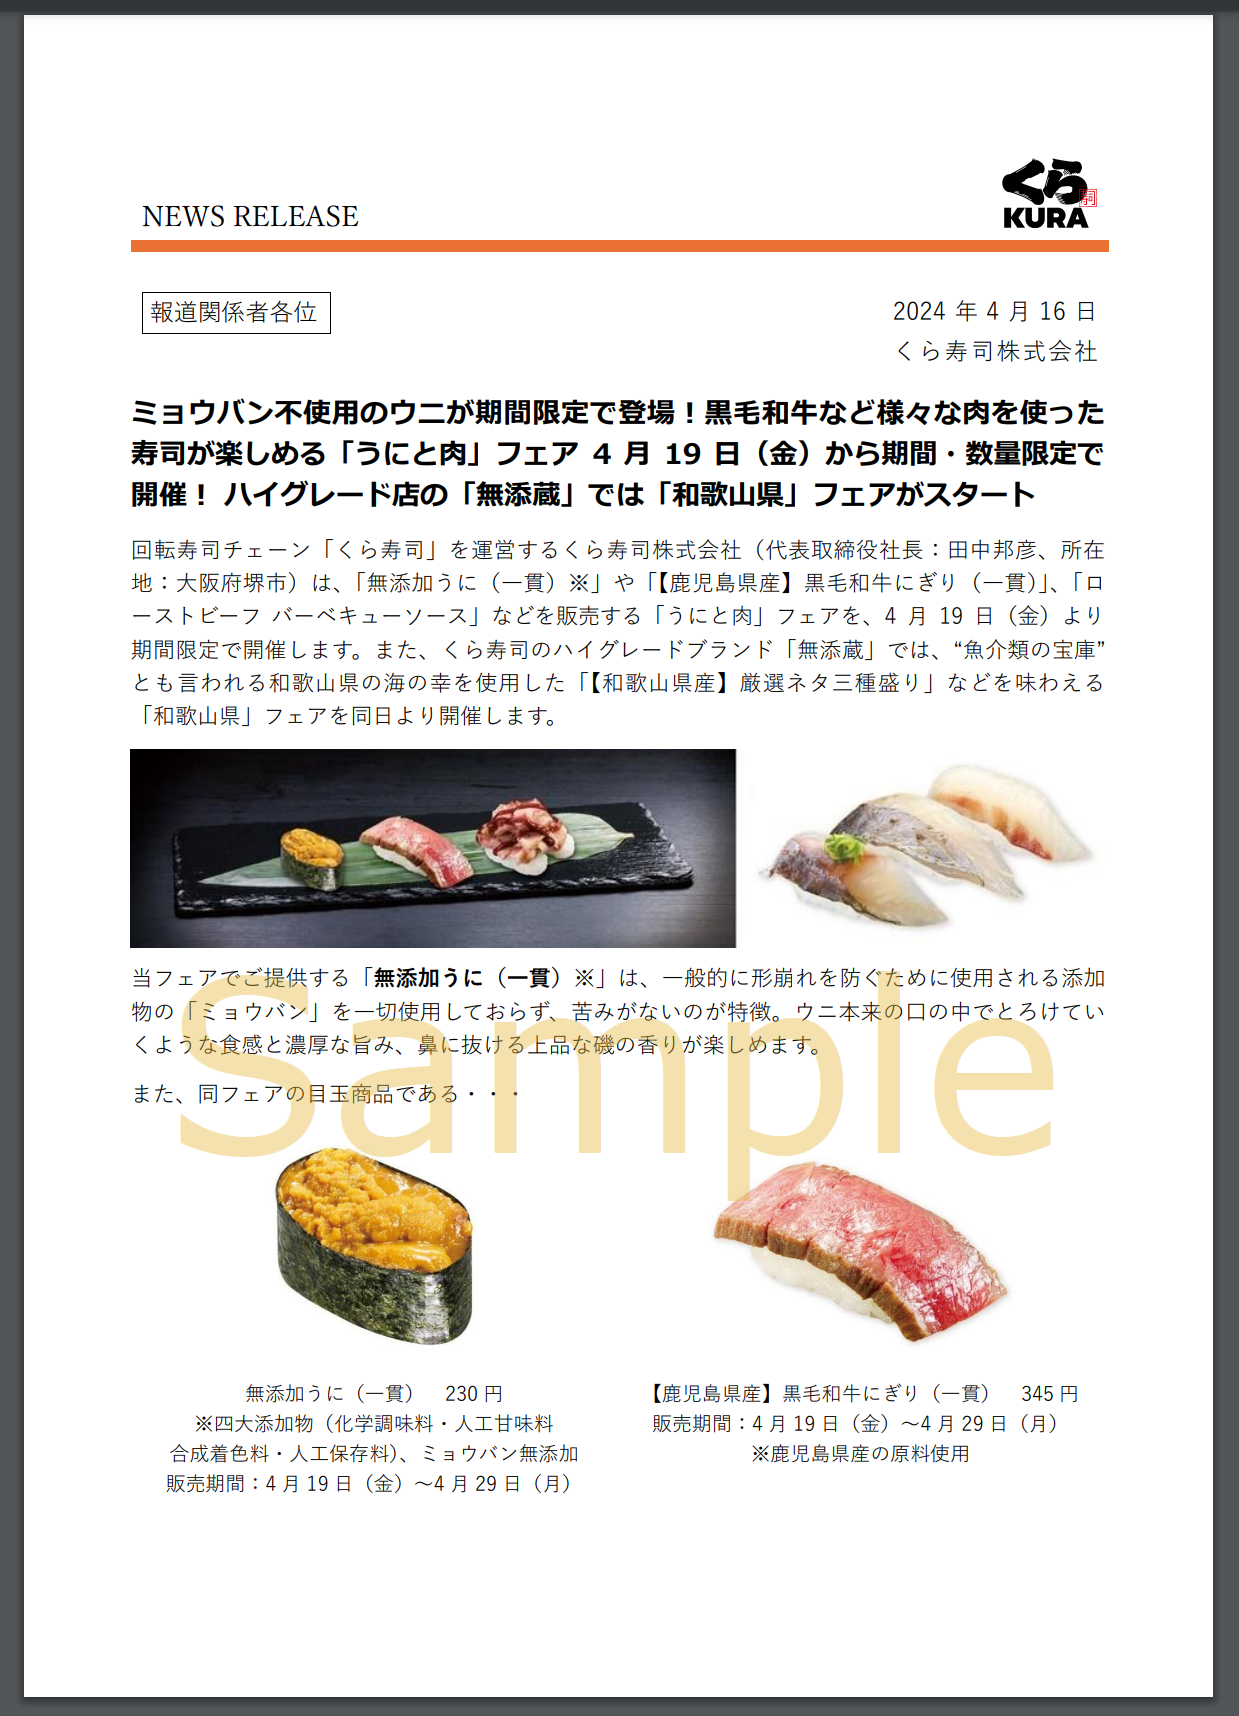 NEWS RELEASE
くら
KURA
報道関係者各位
2024 年 4 月 16 日
くら寿司株式会社
ミョウバン不使用のウニが期間限定で登場！黒毛和牛など様々な肉を使った
寿司が楽しめる「うにと肉」フェア 4 月 19 日（金）から期間・数量限定で
開催！ ハイグレード店の「無添蔵」では「和歌山県」フェアがスタート
回転寿司チェーン「くら寿司」を運営するくら寿司株式会社（代表取締役社長：田中邦彦、所在
地：大阪府堺市）は、「無添加うに（一貫）※」や「【鹿児島県産】黒毛和牛にぎり（一貫）」、「ロ
ーストビーフ バーベキューソース」などを販売する「うにと肉」フェアを、4 月 19 日（金）より
期間限定で開催します。また、くら寿司のハイグレードブランド「無添蔵」では、“魚介類の宝庫”
とも言われる和歌山県の海の幸を使用した「【和歌山県産】厳選ネタ三種盛り」などを味わえる
「和歌山県」フェアを同日より開催します。
当フェアでご提供する「無添加うに（一貫）※」は、一般的に形崩れを防ぐために使用される添加
物の「ミョウバン」を一切使用しておらず、苦みがないのが特徴。ウニ本来の口の中でとろけてい
くような食感と濃厚な旨み、鼻に抜ける上品な磯の香りが楽しめます。
また、同フェアの目玉商品である・・・
Sample
無添加うに（一貫）　230 円
※四大添加物（化学調味料・人工甘味料
合成着色料・人工保存料）、ミョウバン無添加
販売期間：4 月 19 日（金）～4 月 29 日（月）
【鹿児島県産】黒毛和牛にぎり（一貫）　345 円
販売期間：4 月 19 日（金）～4 月 29 日（月）
※鹿児島県産の原料使用